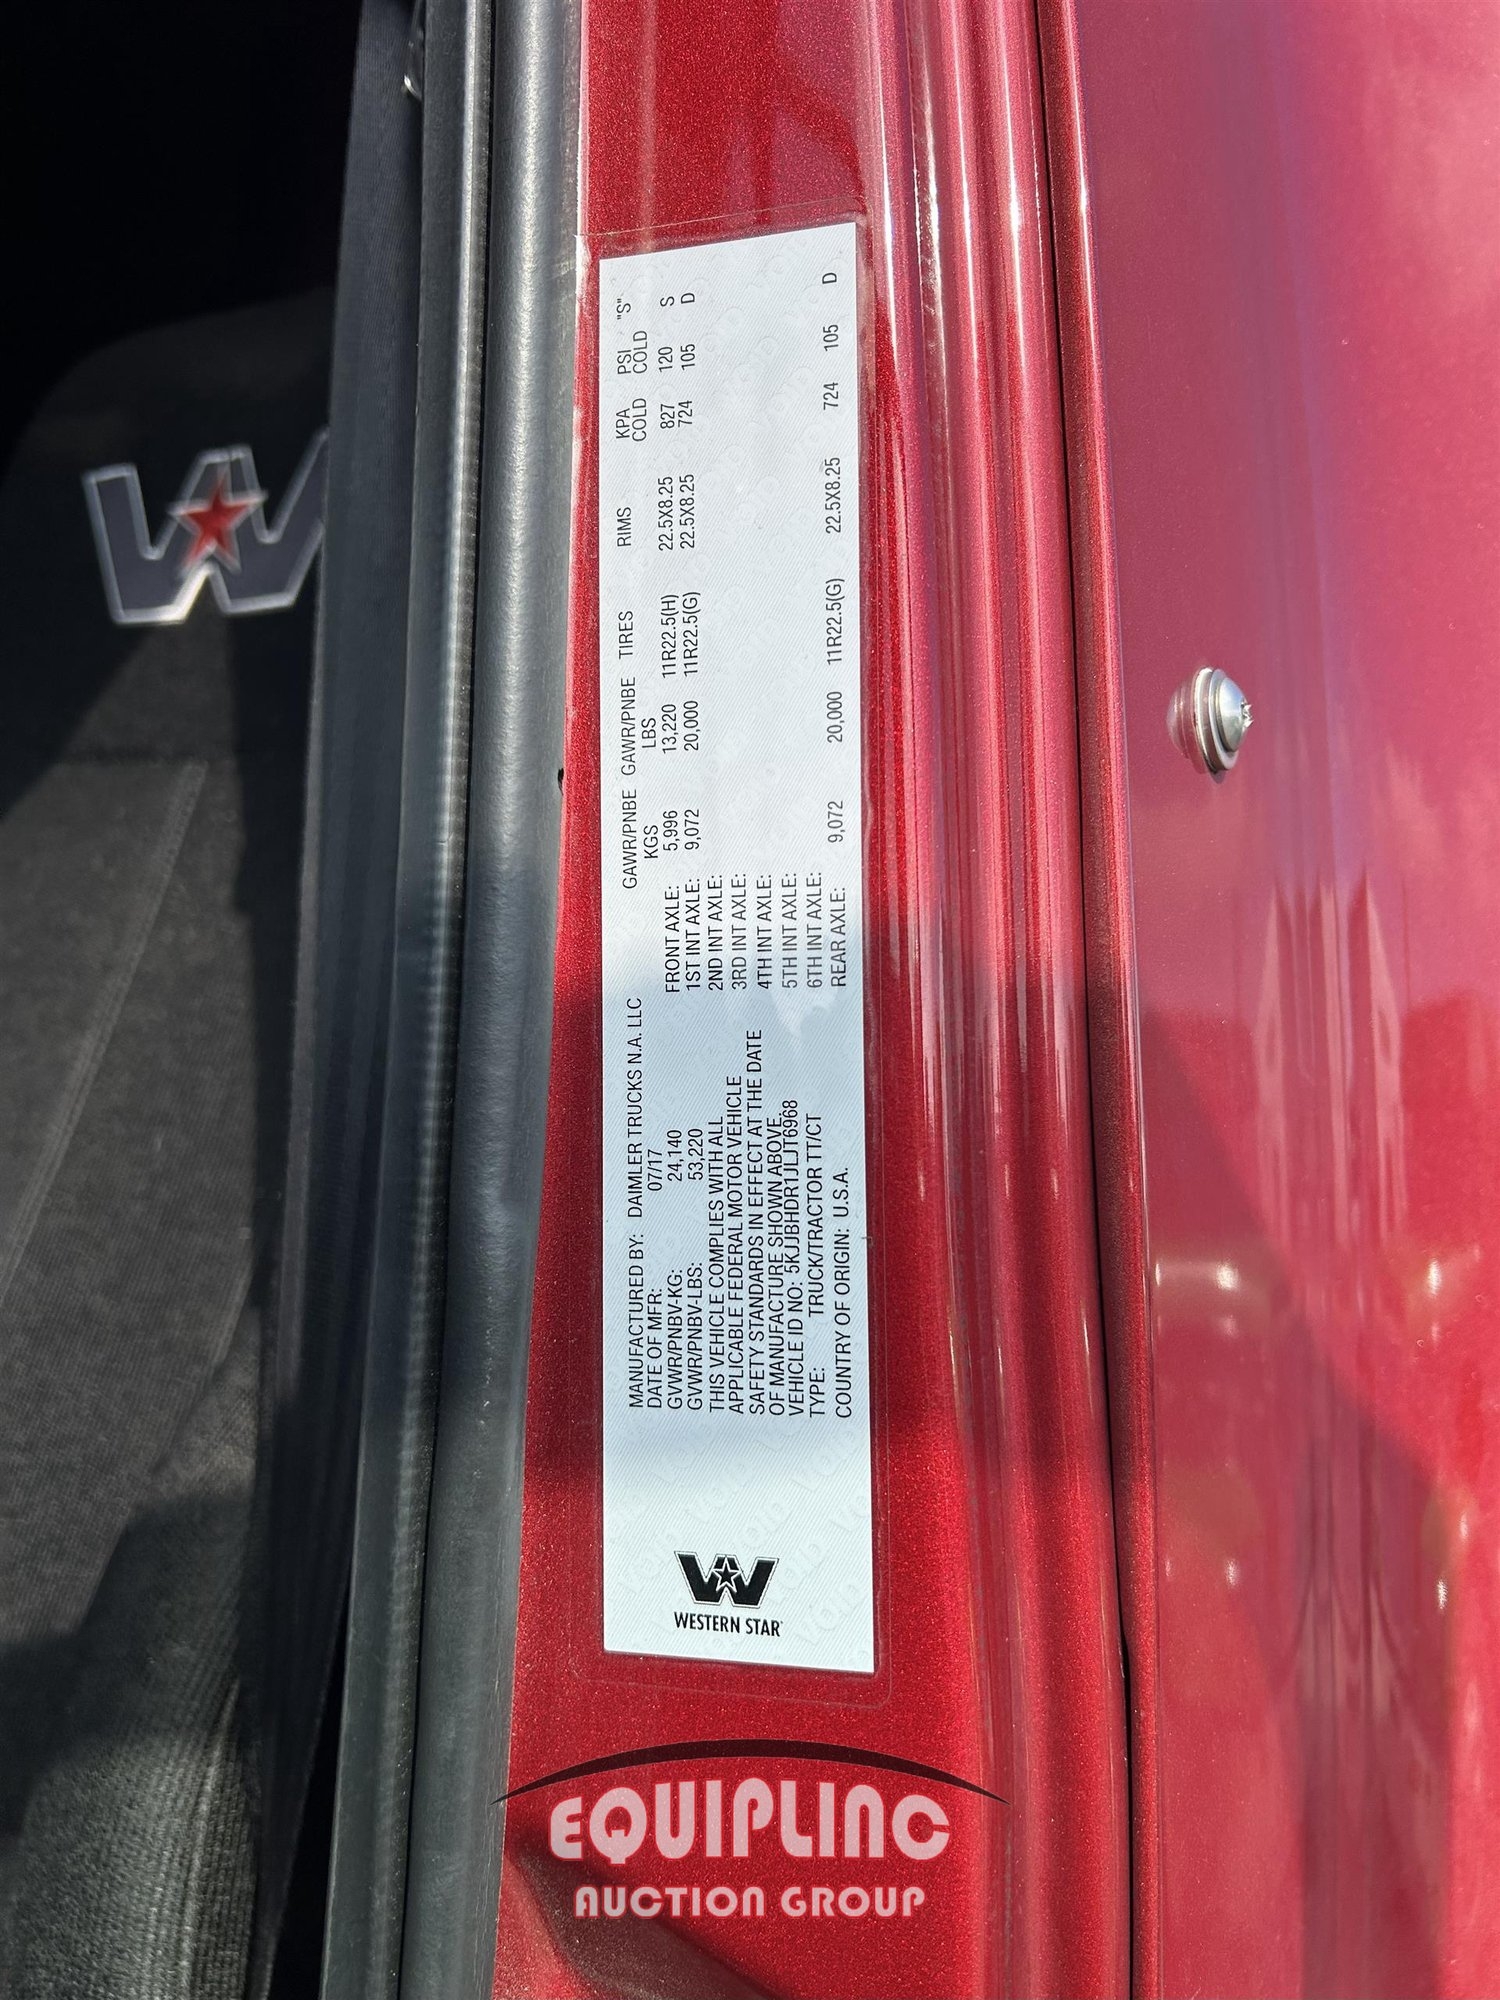 WESTERN STAR
MANUFACTURED BY: DAIMLER TRUCKS N.A. LLC
DATE OF MFR: 07/17
GVWR/PNBV-KG: 24,140
GVWR/PNBV-LBS: 53,220
THIS VEHICLE COMPLIES WITH ALL
APPLICABLE FEDERAL MOTOR VEHICLE
SAFETY STANDARDS IN EFFECT AT THE DATE
OF MANUFACTURE SHOWN ABOVE.
VEHICLE ID NO: 5KJJBHDR1JLJT6968
TYPE: TRUCK/TRACTOR TT/CT
COUNTRY OF ORIGIN: U.S.A.
GAWR/PNBE GAWR/PNBE TIRES RIMS KPA PSI "S"
KGS LBS COLD COLD
FRONT AXLE: 5,996 13,220 11R22.5(H) 22.5X8.25 827 120 S
1ST INT AXLE: 9,072 20,000 11R22.5(G) 22.5X8.25 724 105 D
2ND INT AXLE:
3RD INT AXLE:
4TH INT AXLE:
5TH INT AXLE:
6TH INT AXLE:
REAR AXLE: 9,072 20,000 11R22.5(G) 22.5X8.25 724 105 D
EQUIPLINC
AUCTION GROUP